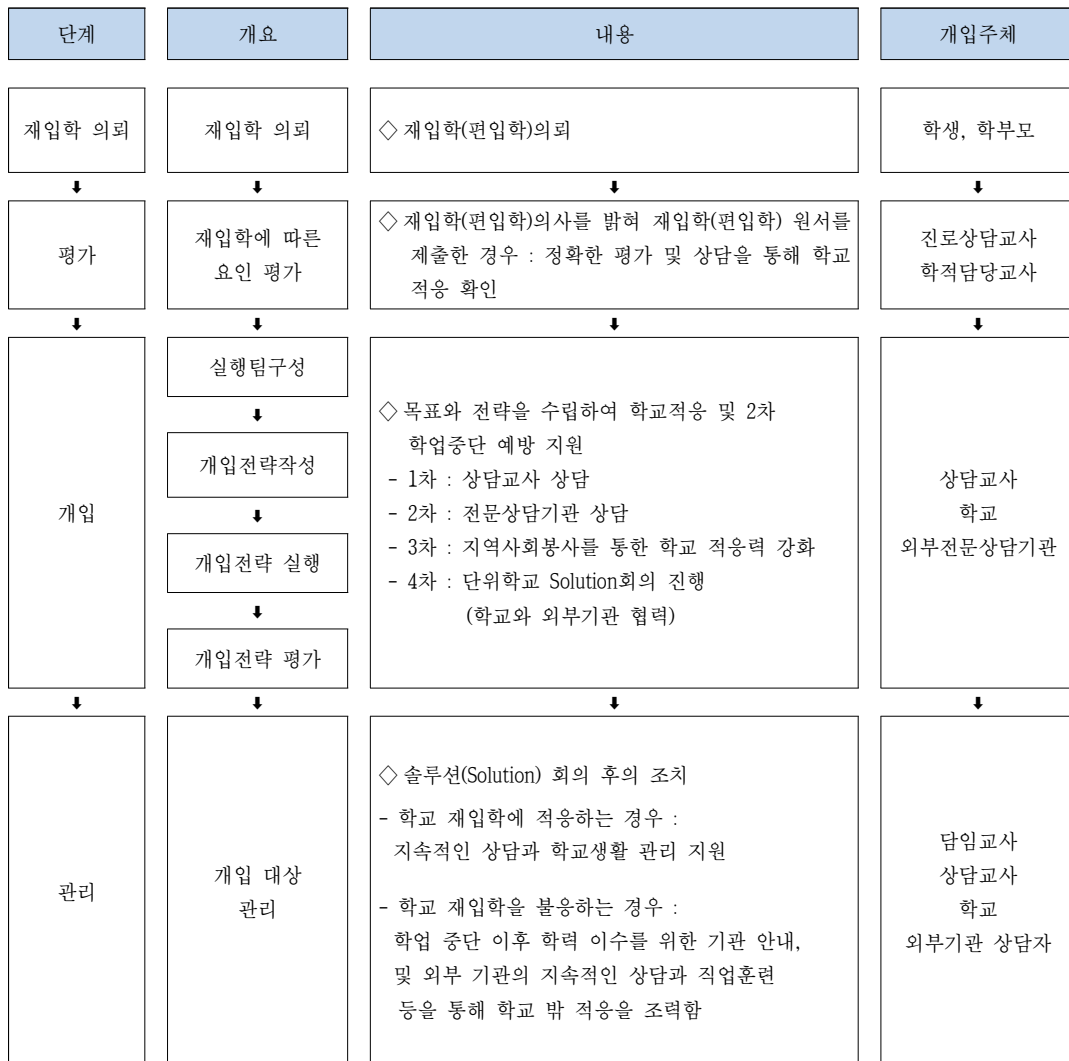 단계
개요
내용
개입주체
재입학 의뢰
재입학 의뢰
◇ 재입학(편입학)의뢰
학생, 학부모
평가
재입학에 따른
요인 평가
◇ 재입학(편입학)의사를 밝혀 재입학(편입학) 원서를
제출한 경우 : 정확한 평가 및 상담을 통해 학교
적응 확인
진로상담교사
학적담당교사
개입
실행팀구성
개입전략작성
개입전략 실행
개입전략 평가
◇ 목표와 전략을 수립하여 학교적응 및 2차
학업중단 예방 지원
- 1차 : 상담교사 상담
- 2차 : 전문상담기관 상담
- 3차 : 지역사회봉사를 통한 학교 적응력 강화
- 4차 : 단위학교 Solution회의 진행
(학교와 외부기관 협력)
상담교사
학교
외부전문상담기관
관리
개입 대상
관리
◇ 솔루션(Solution) 회의 후의 조치
- 학교 재입학에 적응하는 경우 :
지속적인 상담과 학교생활 관리 지원
- 학교 재입학을 불응하는 경우 :
학업 중단 이후 학력 이수를 위한 기관 안내,
및 외부 기관의 지속적인 상담과 직업훈련
등을 통해 학교 밖 적응을 조력함
담임교사
상담교사
학교
외부기관 상담자